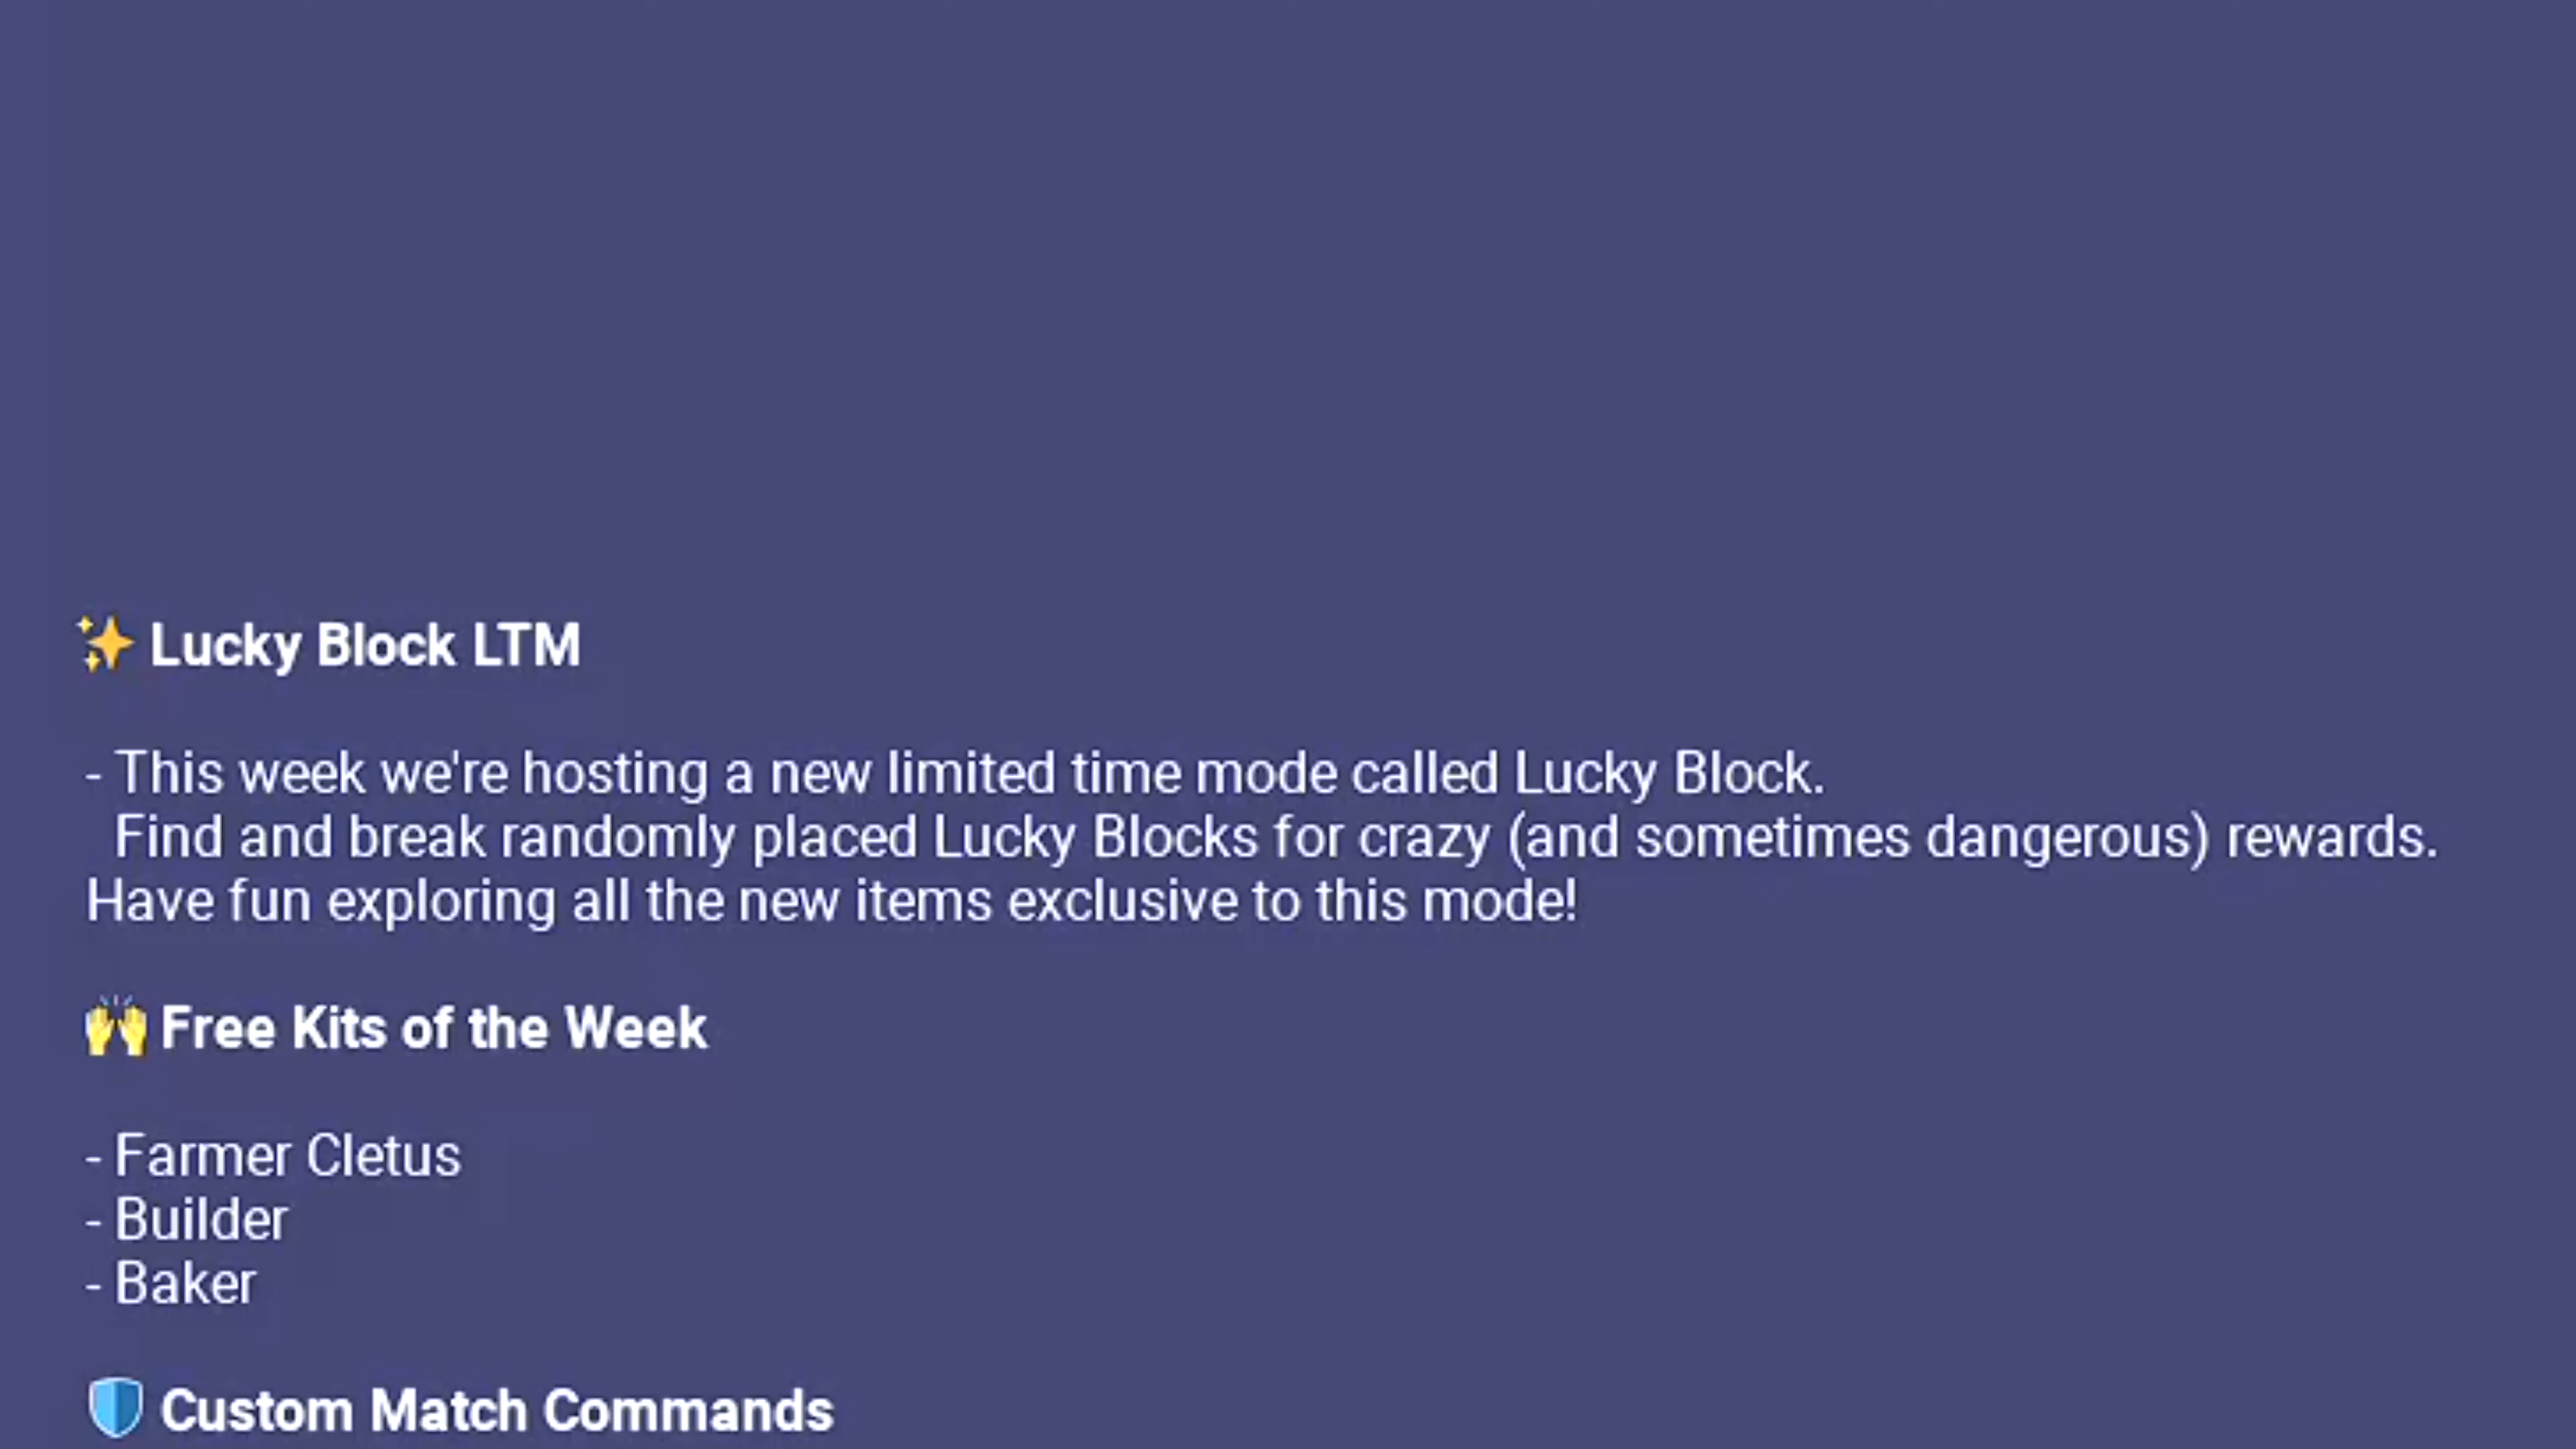 ✨ Lucky Block LTM
- This week we're hosting a new limited time mode called Lucky Block.
Find and break randomly placed Lucky Blocks for crazy (and sometimes dangerous) rewards.
Have fun exploring all the new items exclusive to this mode!
🙌 Free Kits of the Week
- Farmer Cletus
- Builder
- Baker
🛡️ Custom Match Commands